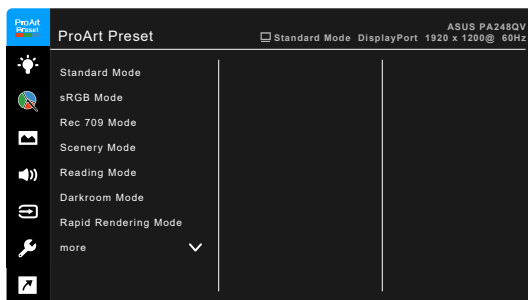 ProArt
Preset
ASUS PA248QV
ProArt Preset
Standard Mode DisplayPort 1920 x 1200@ 60Hz
Standard Mode
sRGB Mode
Rec 709 Mode
Scenery Mode
Reading Mode
Darkroom Mode
Rapid Rendering Mode
more